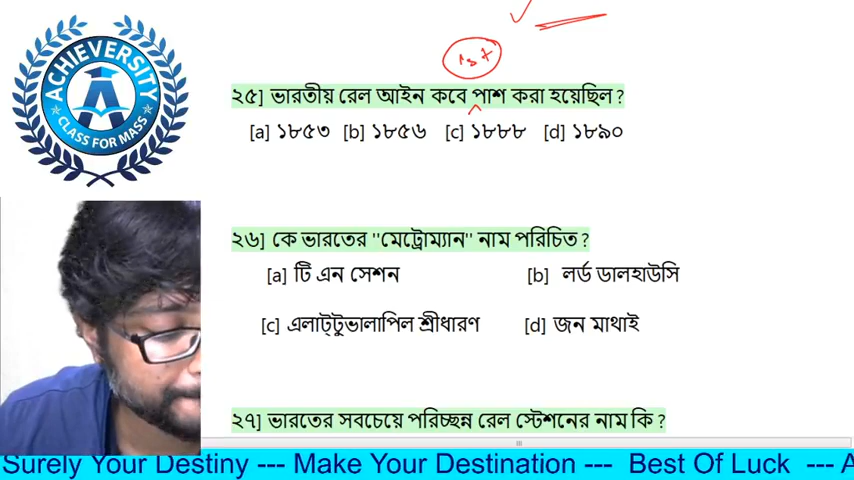 ACHIEVERSITY
CLASS FOR MASS
1st
২৫] ভারতীয় রেল আইন কবে পাশ করা হয়েছিল ?
[a] ১৮৫৩ [b] ১৮৫৬ [c] ১৮৮৮ [d] ১৮৯০
২৬] কে ভারতের "মেট্রোম্যান" নাম পরিচিত ?
[a] টি এন সেশন [b] লর্ড ডালহাউসি
[c] এলাট্টুভালাপিল শ্রীধারণ [d] জন মাথাই
২৭] ভারতের সবচেয়ে পরিচ্ছন্ন রেল স্টেশনের নাম কি ?
Surely Your Destiny --- Make Your Destination --- Best Of Luck --- A